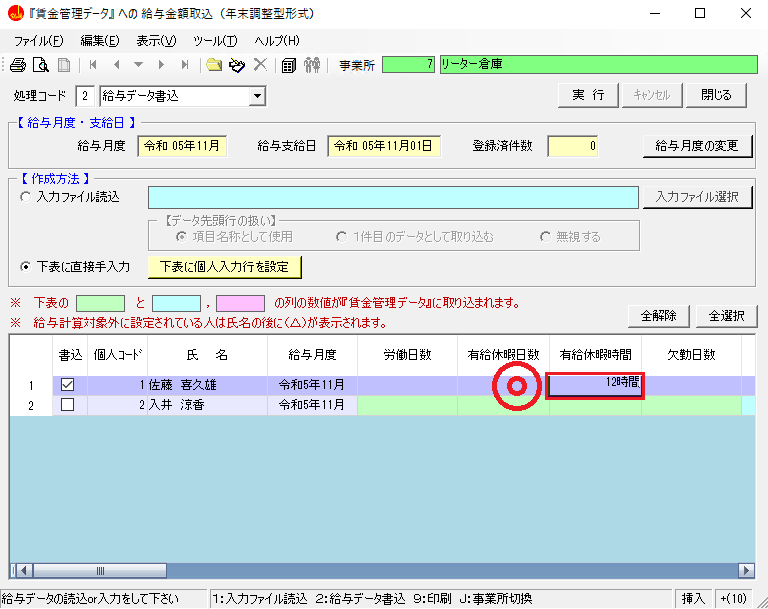 『賃金管理データ』への 給与金額取込 （年末調整型形式）
ファイル(F) 編集(E) 表示(V) ツール(T) ヘルプ(H)
事業所 7 リーター倉庫
処理コード 2 給与データ書込 実 行 キャンセル 閉じる
【 給与月度・支給日 】
給与月度 令和 05年11月 給与支給日 令和 05年11月01日 登録済件数 0 給与月度の変更
【 作成方法 】
入力ファイル読込 入力ファイル選択
【データ先頭行の扱い】
項目名称として使用 1件目のデータとして取り込む 無視する
下表に直接手入力 下表に個人入力行を設定
※ 下表の と , の列の数値が『賃金管理データ』に取り込まれます。
※ 給与計算対象外に設定されている人は氏名の後に(△)が表示されます。 全解除 全選択
書込 個人コード 氏 名 給与月度 労働日数 有給休暇日数 有給休暇時間 欠勤日数
1 1 佐藤 喜久雄 令和5年11月 12時間
2 2 入井 涼香 令和5年11月
給与データの読込or入力をして下さい 1:入力ファイル読込 2:給与データ書込 9:印刷 J:事業所切換 挿入 +(10)